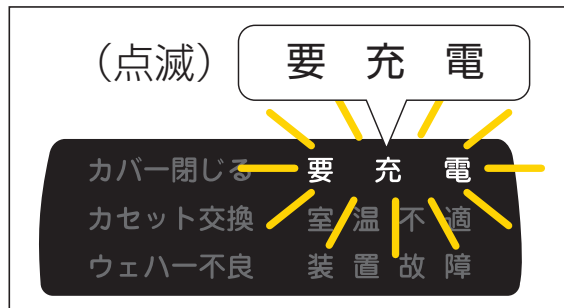 （点滅） 要 充 電
カバー閉じる 要 充 電
カセット交換 室 温 不 適
ウェハー不良 装 置 故 障